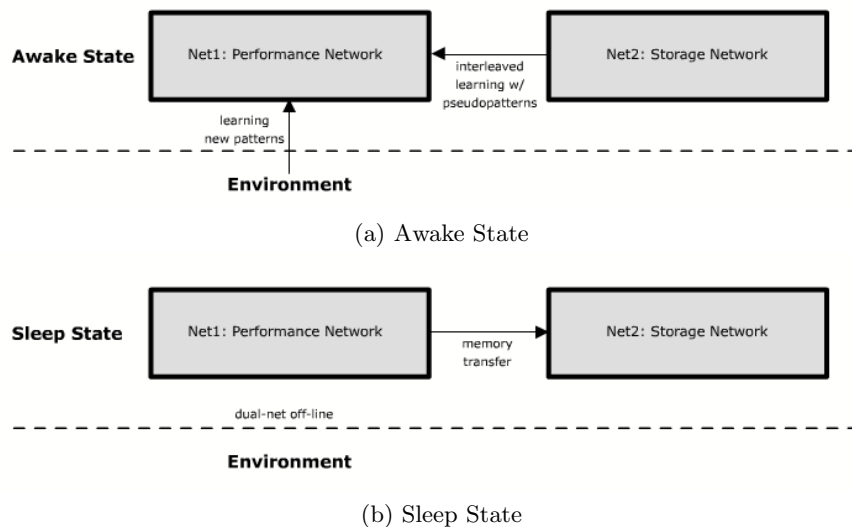 Awake State
Net1: Performance Network
interleaved
learning w/
pseudopatterns
Net2: Storage Network
learning
new patterns
Environment
(a) Awake State
Sleep State
Net1: Performance Network
memory
transfer
Net2: Storage Network
dual-net off-line
Environment
(b) Sleep State